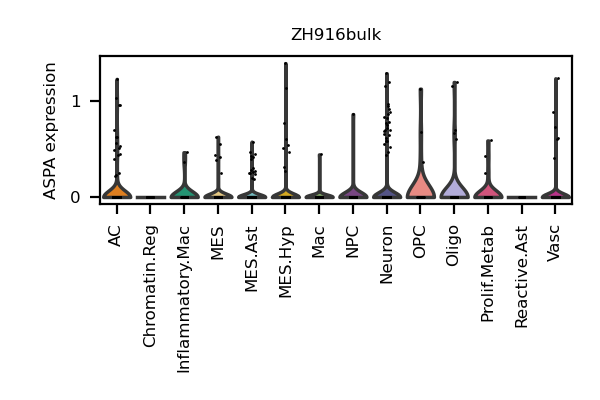 ZH916bulk
ASPA expression
1
0
AC
Chromatin.Reg
Inflammatory.Mac
MES
MES.Ast
MES.Hyp
Mac
NPC
Neuron
OPC
Oligo
Prolif.Metab
Reactive.Ast
Vasc